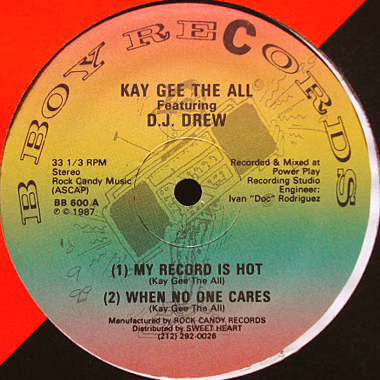 B BOY RECORDS
KAY GEE THE ALL
Featuring
D.J. DREW
33 1/3 RPM
Stereo
Rock Candy Music
(ASCAP)
BB 600 A
℗ © 1987
Recorded & Mixed at
Power Play
Recording Studio
Engineer:
Ivan "Doc" Rodriguez
(1) MY RECORD IS HOT
(Kay Gee The All)
(2) WHEN NO ONE CARES
(Kay Gee The All)
Manufactured by ROCK CANDY RECORDS
Distributed by SWEET HEART
(212) 292-0026